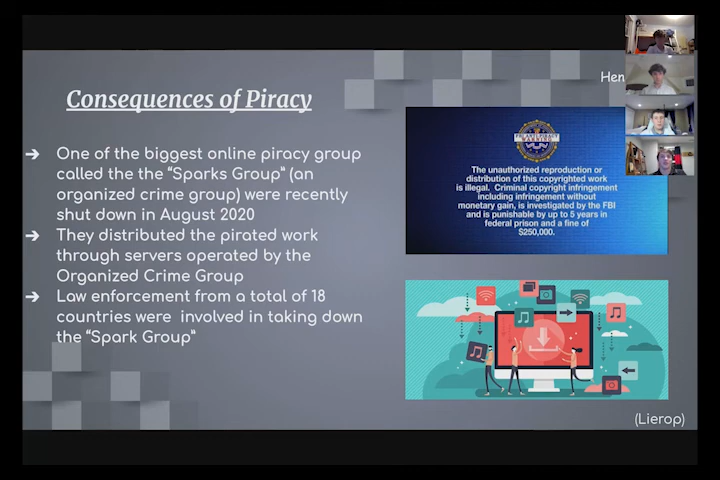 Hen
Consequences of Piracy
➔ One of the biggest online piracy group
called the the “Sparks Group” (an
organized crime group) were recently
shut down in August 2020
➔ They distributed the pirated work
through servers operated by the
Organized Crime Group
➔ Law enforcement from a total of 18
countries were involved in taking down
the “Spark Group”
The unauthorized reproduction or
distribution of this copyrighted work
is illegal. Criminal copyright infringement
including infringement without
monetary gain, is investigated by the FBI
and is punishable by up to 5 years in
federal prison and a fine of
$250,000.
(Lierop)